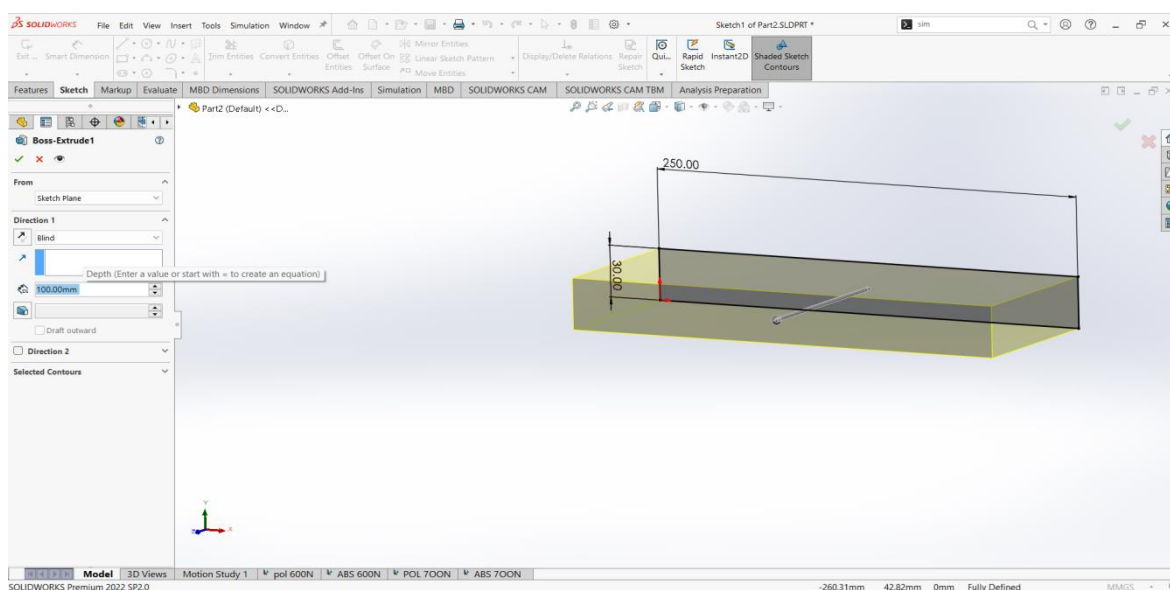 SOLIDWORKS File Edit View Insert Tools Simulation Window Sketch1 of Part2.SLDPRT * sim
Exit ... Smart Dimension Trim Entities Convert Entities Offset Entities Offset On Surface Mirror Entities Linear Sketch Pattern Move Entities Display/Delete Relations Repair Sketch Qui... Rapid Sketch Instant2D Shaded Sketch Contours
Features Sketch Markup Evaluate MBD Dimensions SOLIDWORKS Add-Ins Simulation MBD SOLIDWORKS CAM SOLIDWORKS CAM TBM Analysis Preparation
Part2 (Default) <<D...
Boss-Extrude1
From
Sketch Plane
Direction 1
Blind
Depth (Enter a value or start with = to create an equation)
100.00mm
Draft outward
Direction 2
Selected Contours
250.00
30.00
Y
X
Z
Model 3D Views Motion Study 1 pol 600N ABS 600N POL 7OON ABS 7OON
SOLIDWORKS Premium 2022 SP2.0 -260.31mm 42.82mm 0mm Fully Defined MMGS